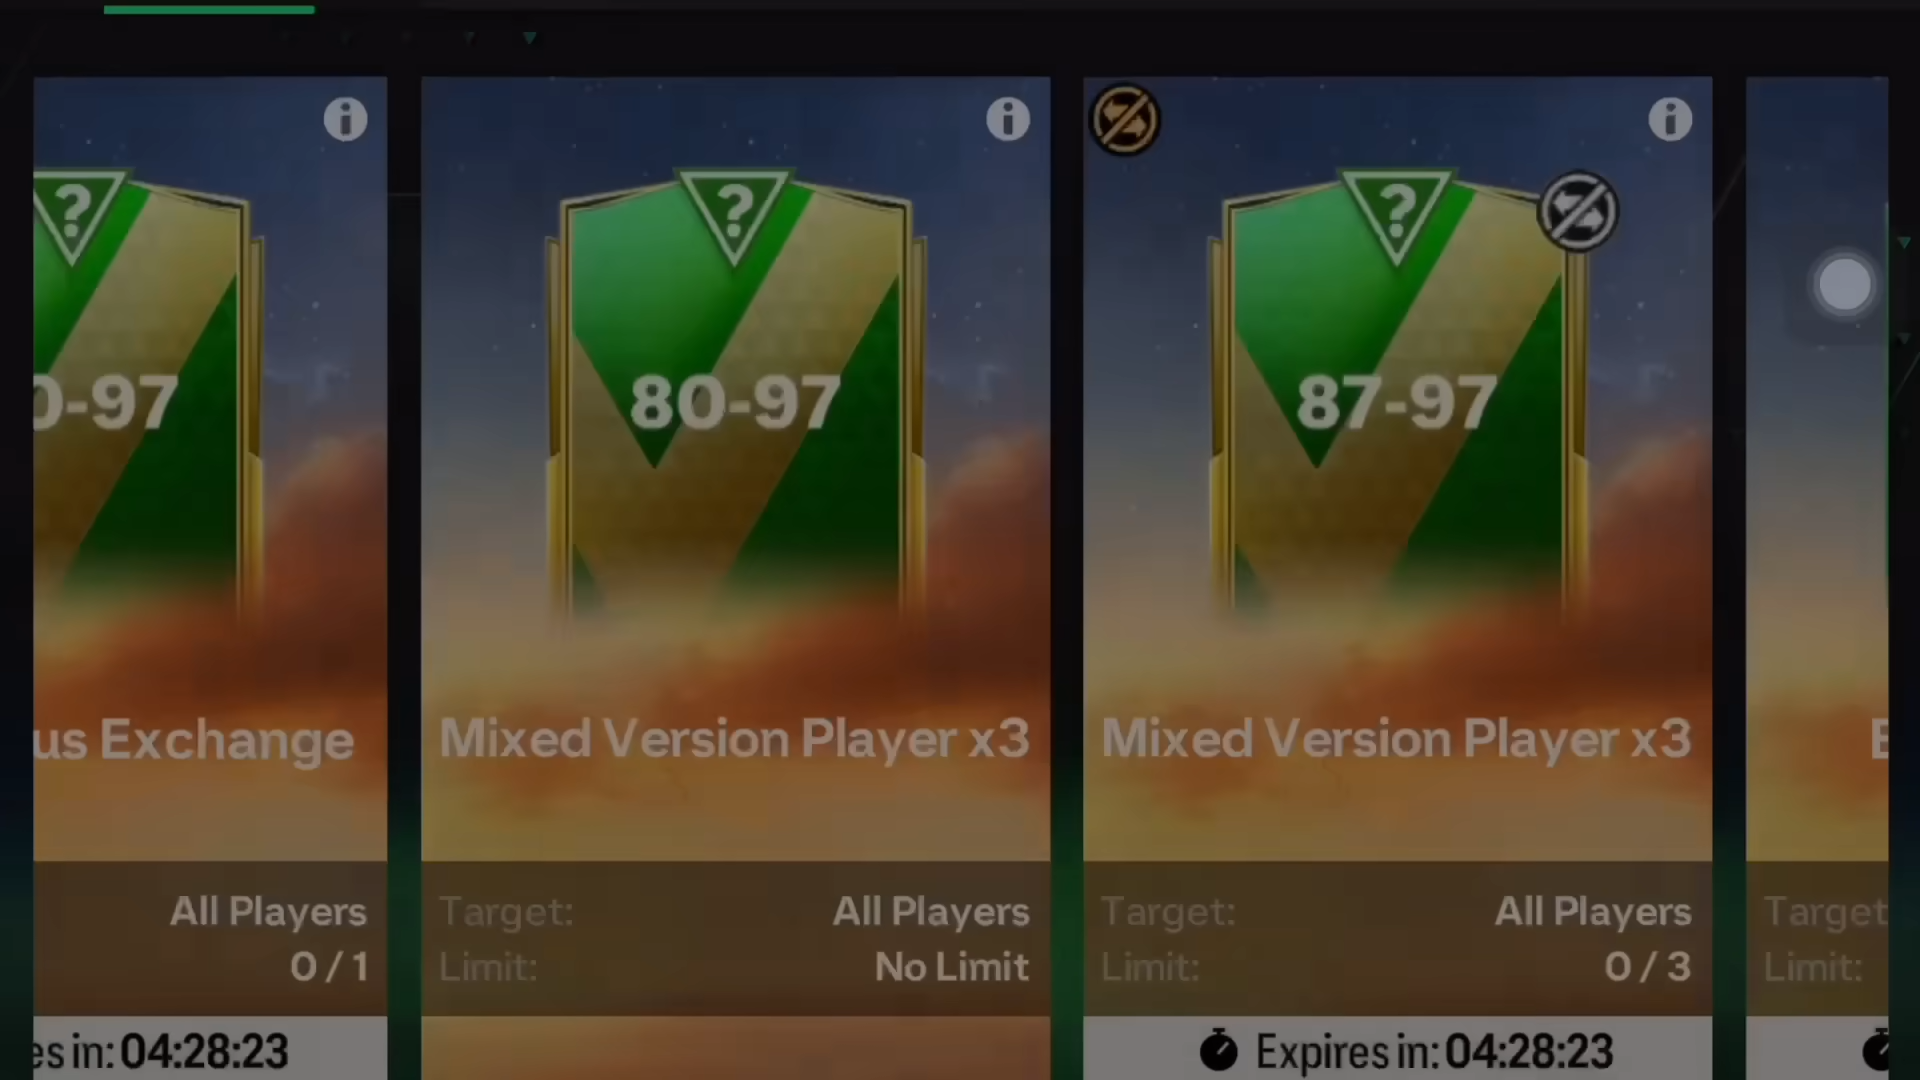 ?
0-97
us Exchange
All Players
0 / 1
es in: 04:28:23
?
80-97
Mixed Version Player x3
Target: All Players
Limit: No Limit
?
87-97
Mixed Version Player x3
Target: All Players
Limit: 0 / 3
Expires in: 04:28:23
Target
Limit: